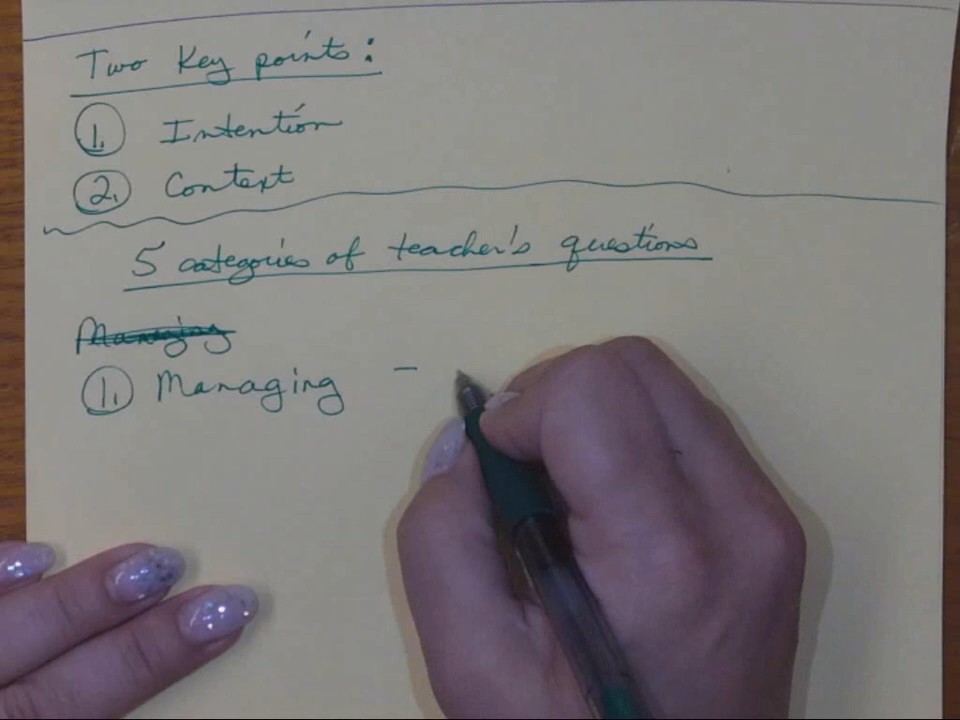 Two Key points:
1. Intention
2. Context
5 categories of teacher's questions
Managing
1. Managing -